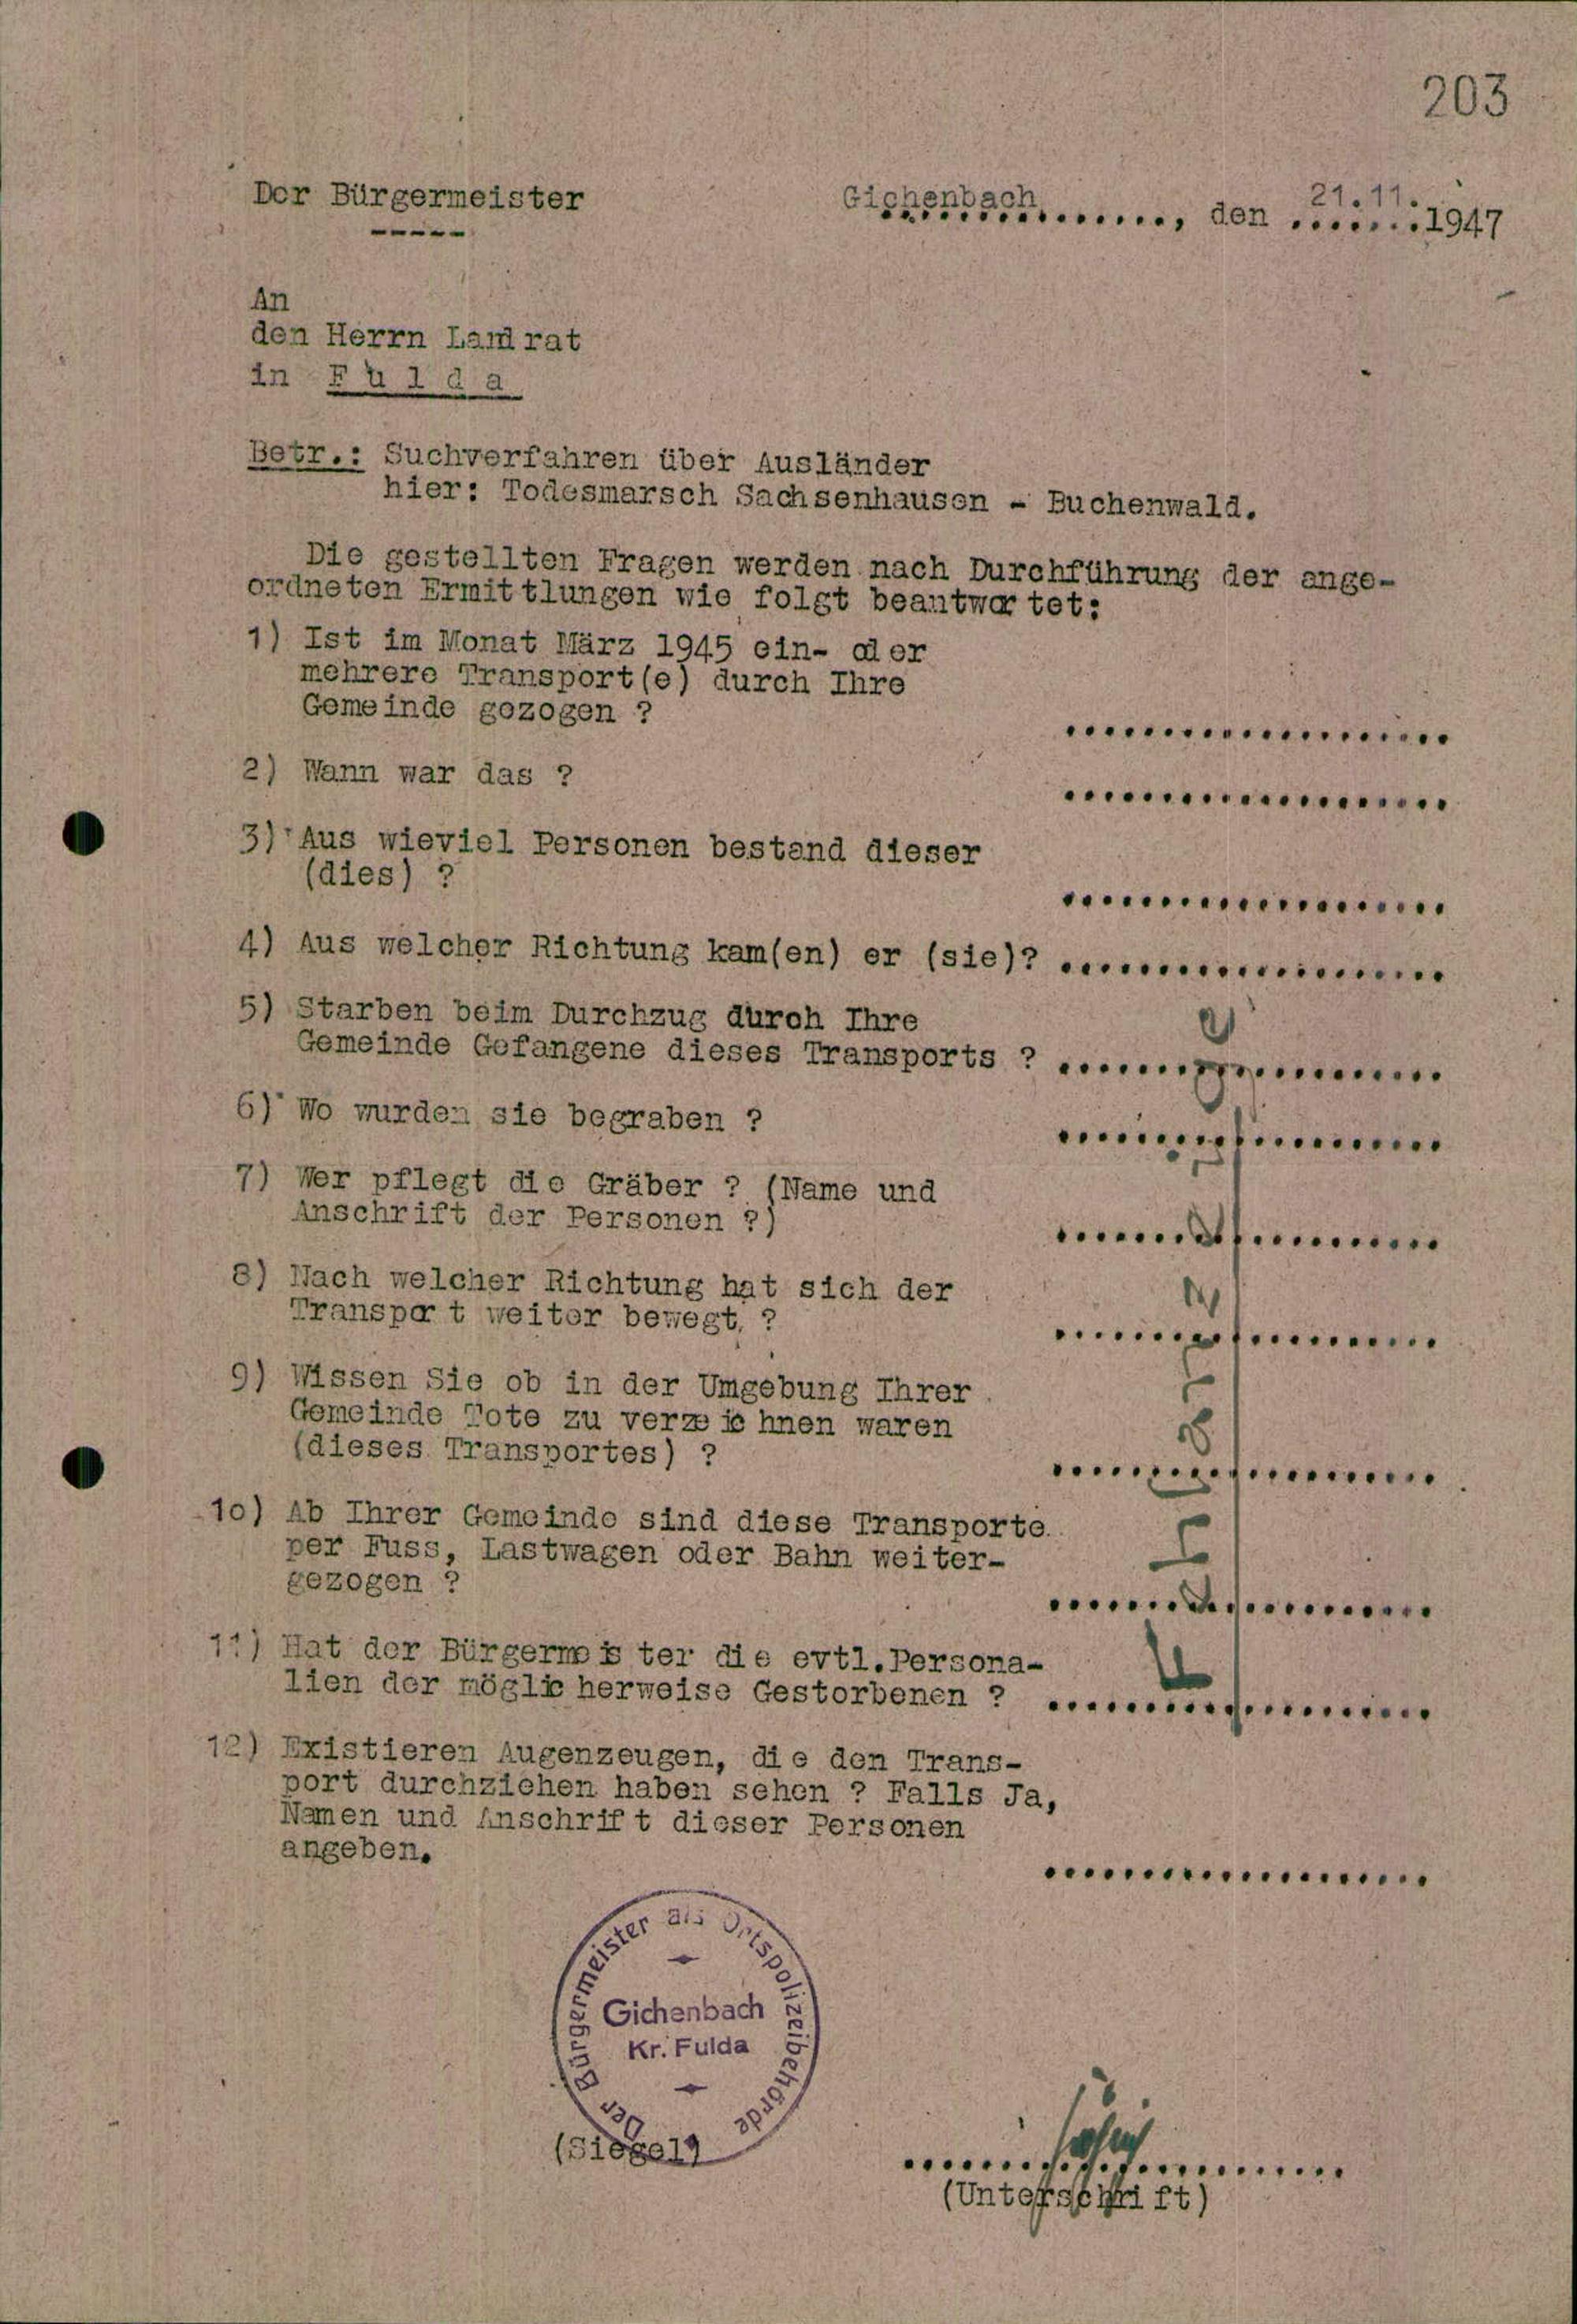 203
Der Bürgermeister
Gichenbach, den 21.11.1947
An
den Herrn Landrat
in F u l d a
Betr.: Suchverfahren über Ausländer
hier: Todesmarsch Sachsenhausen - Buchenwald.
Die gestellten Fragen werden nach Durchführung der ange-
ordneten Ermittlungen wie folgt beantwortet:
1) Ist im Monat März 1945 ein- oder
mehrere Transport(e) durch Ihre
Gemeinde gezogen ? ....................
2) Wann war das ? ....................
3) Aus wieviel Personen bestand dieser
(dies) ? ....................
4) Aus welcher Richtung kam(en) er (sie)? ....................
5) Starben beim Durchzug durch Ihre
Gemeinde Gefangene dieses Transports ? ....................
6) Wo wurden sie begraben ? ....................
7) Wer pflegt die Gräber ? (Name und
Anschrift der Personen ?) ....................
8) Nach welcher Richtung hat sich der
Transport weiter bewegt, ? ....................
9) Wissen Sie ob in der Umgebung Ihrer
Gemeinde Tote zu verzeichnen waren
(dieses Transportes) ? ....................
10) Ab Ihrer Gemeinde sind diese Transporte
per Fuss, Lastwagen oder Bahn weiter-
gezogen ? ....................
11) Hat der Bürgermeister die evtl.Persona-
lien der möglicherweise Gestorbenen ? ....................
12) Existieren Augenzeugen, die den Trans-
port durchziehen haben sehen ? Falls Ja,
Namen und Anschrift dieser Personen
angeben. ....................
Fehlanzeige
Der Bürgermeister als Ortspolizeibehörde
Gichenbach
Kr. Fulda
(Siegel)
(Unterschrift)